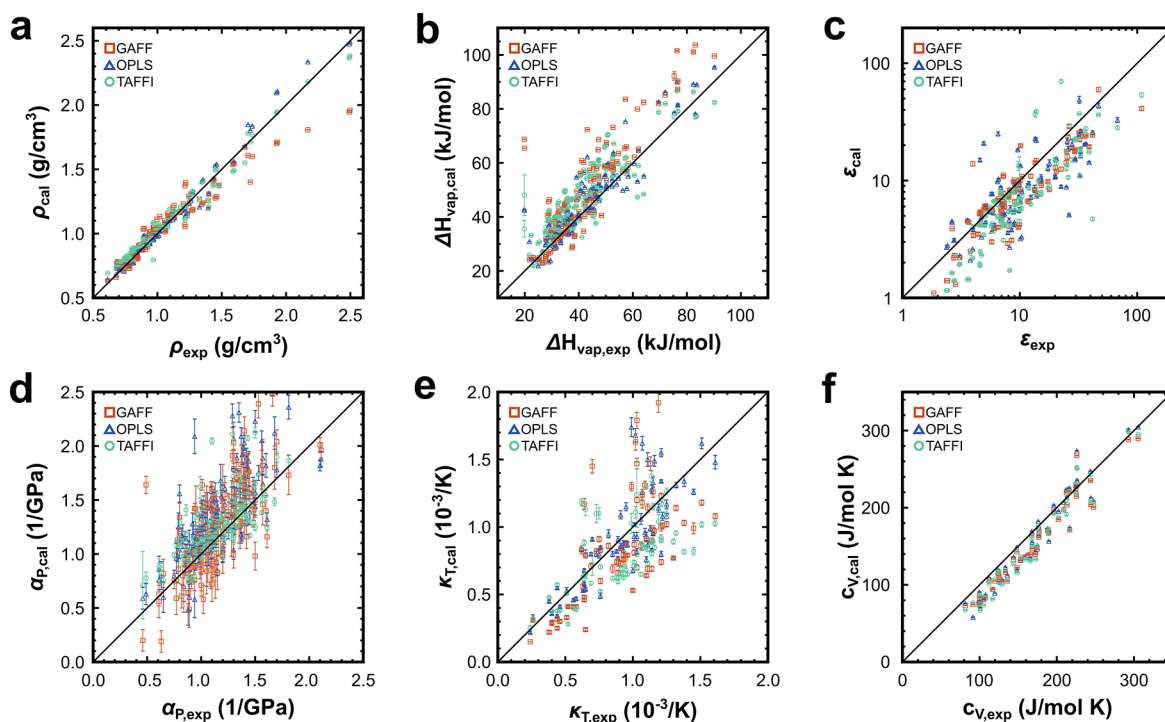 a
2.5
2.0
1.5
1.0
0.5
ρcal (g/cm³)
GAFF
OPLS
TAFFI
0.5 1.0 1.5 2.0 2.5
ρexp (g/cm³)
b
100
80
60
40
20
ΔHvap,cal (kJ/mol)
GAFF
OPLS
TAFFI
20 40 60 80 100
ΔHvap,exp (kJ/mol)
c
100
10
1
εcal
GAFF
OPLS
TAFFI
1 10 100
εexp
d
2.5
2.0
1.5
1.0
0.5
0.0
αP,cal (1/GPa)
GAFF
OPLS
TAFFI
0.0 0.5 1.0 1.5 2.0 2.5
αP,exp (1/GPa)
e
2.0
1.5
1.0
0.5
0.0
κT,cal (10⁻³/K)
GAFF
OPLS
TAFFI
0.0 0.5 1.0 1.5 2.0
κT,exp (10⁻³/K)
f
300
200
100
0
cV,cal (J/mol K)
GAFF
OPLS
TAFFI
0 100 200 300
cV,exp (J/mol K)